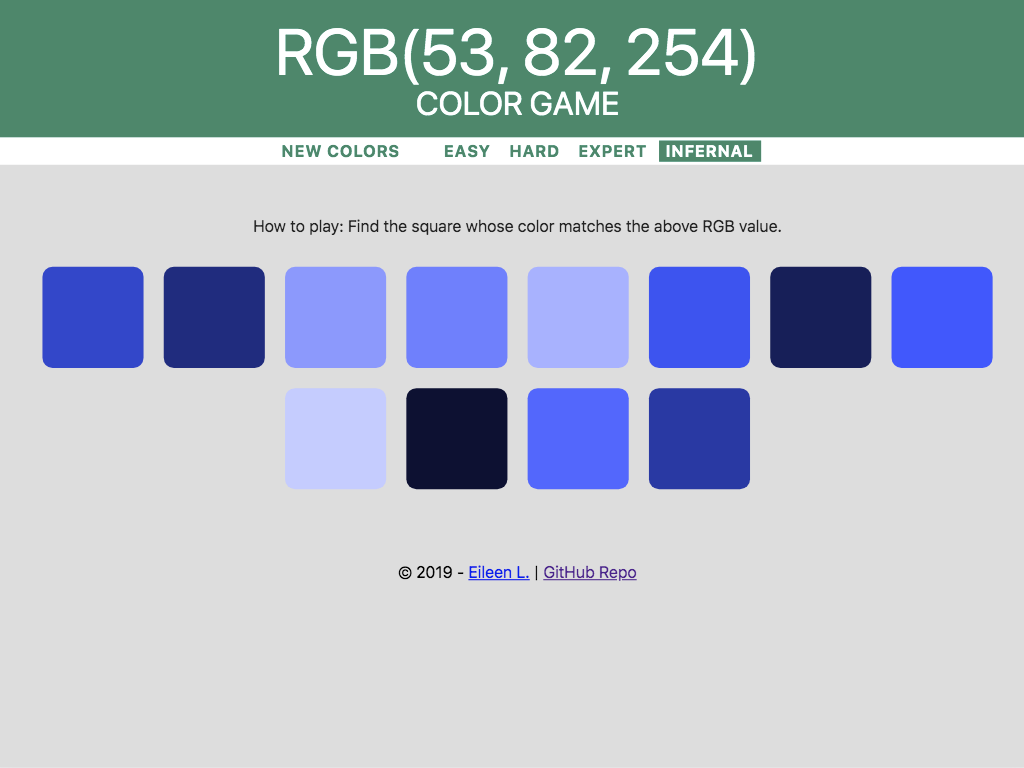 RGB(53, 82, 254)
COLOR GAME
NEW COLORS EASY HARD EXPERT INFERNAL
How to play: Find the square whose color matches the above RGB value.
© 2019 - Eileen L. | GitHub Repo